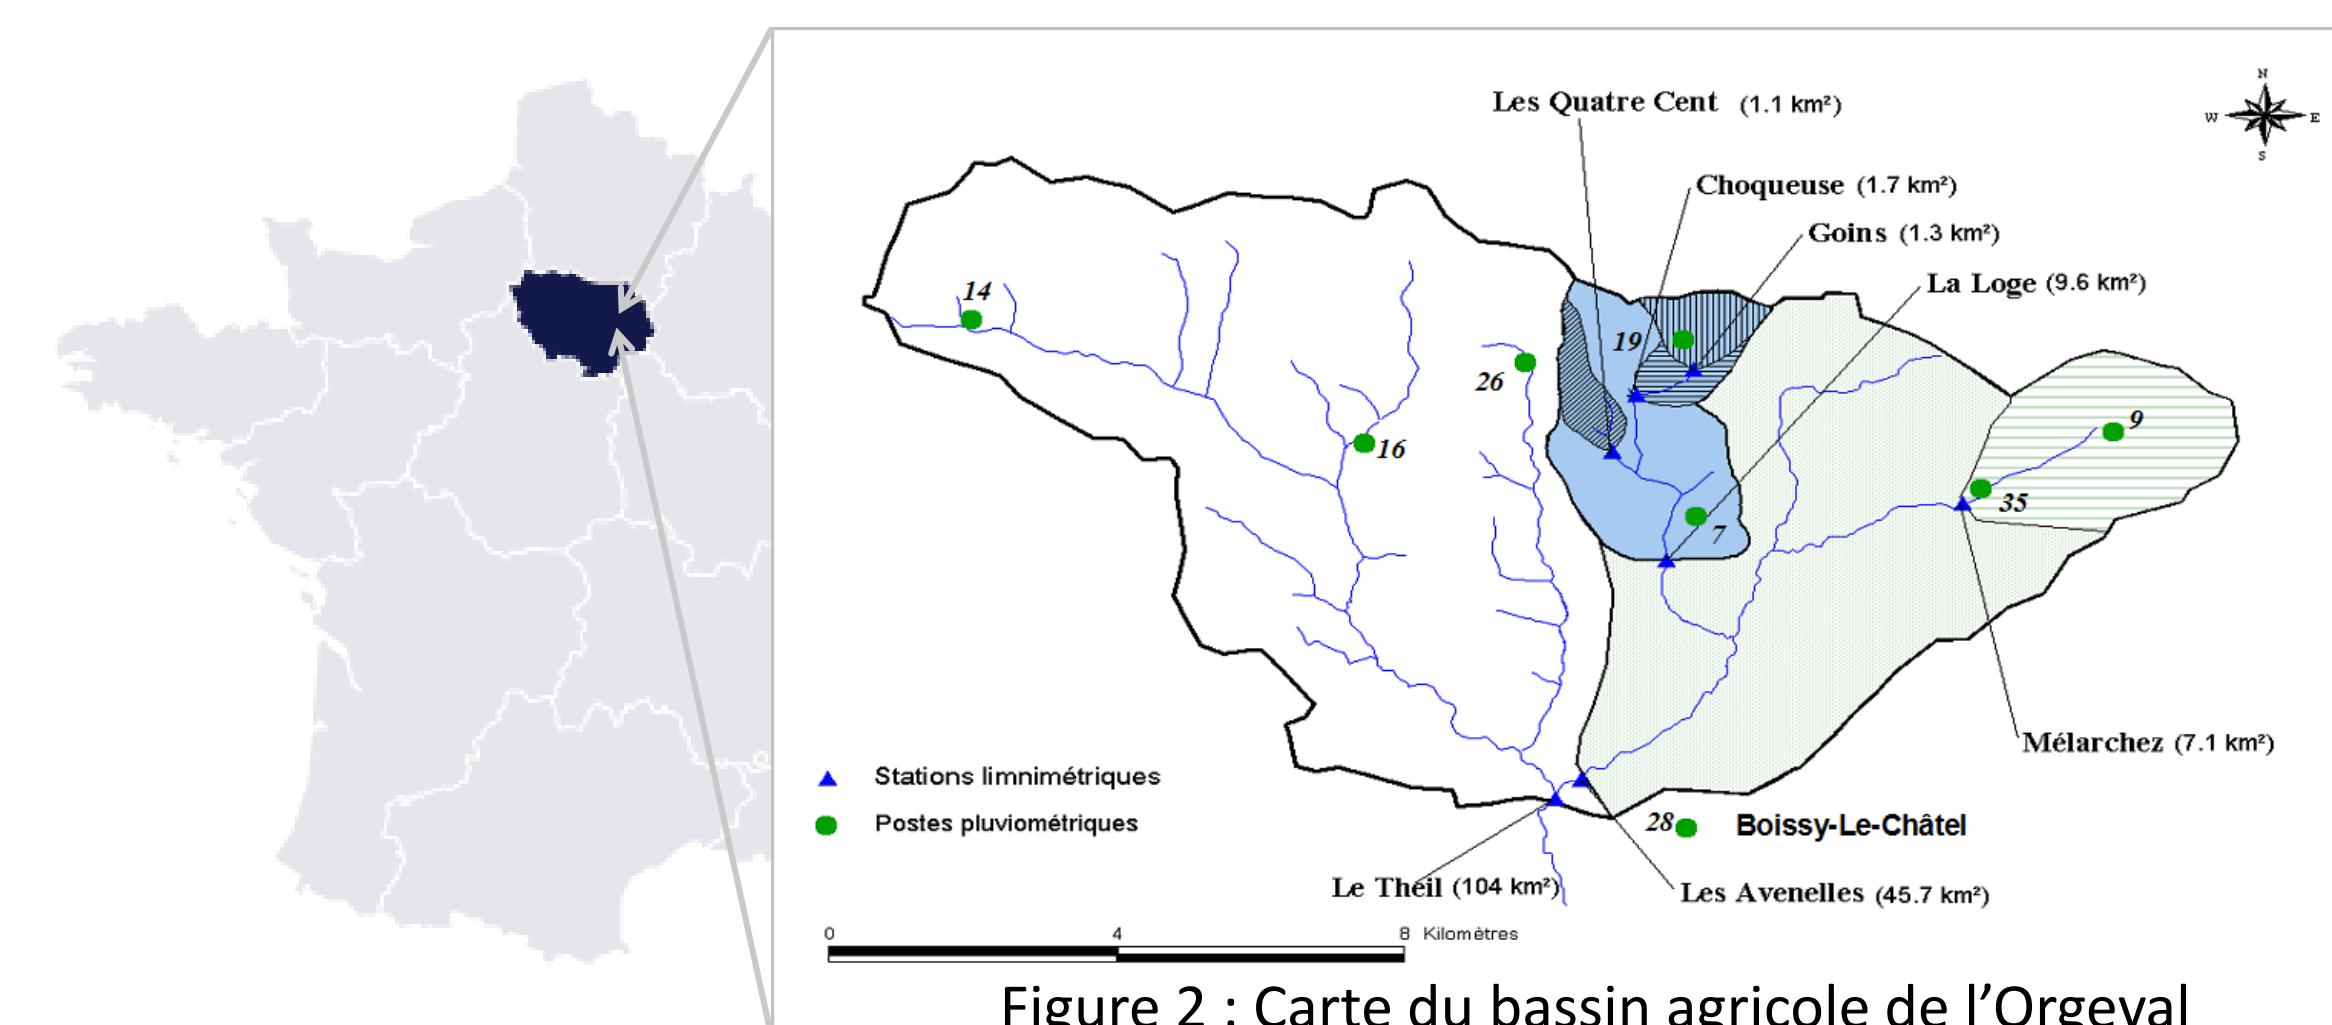 N
W
E
S
Les Quatre Cent (1.1 km²)
Choqueuse (1.7 km²)
Goins (1.3 km²)
La Loge (9.6 km²)
14
19
26
16
9
35
7
Mélarchez (7.1 km²)
Stations limnimétriques
Postes pluviométriques
28 Boissy-Le-Châtel
Le Theil (104 km²)
Les Avenelles (45.7 km²)
0 4 8 Kilomètres
Figure 2 : Carte du bassin agricole de l’Orgeval